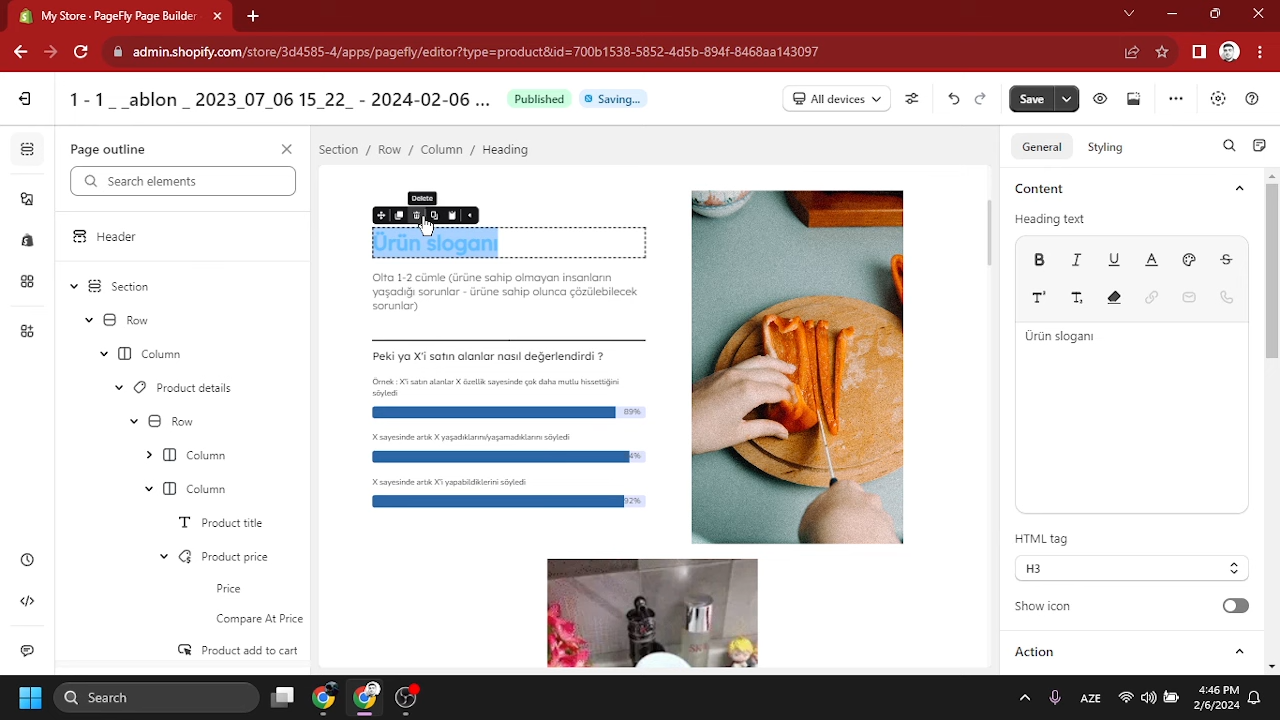 My Store · PageFly Page Builder
admin.shopify.com/store/3d4585-4/apps/pagefly/editor?type=product&id=700b1538-5852-4d5b-894f-8468aa143097
1 - 1 _ _ablon _ 2023_07_06 15_22_ - 2024-02-06 ...
Published
Saving...
All devices
Save
Page outline
Search elements
Header
Section
Row
Column
Product details
Row
Column
Column
Product title
Product price
Price
Compare At Price
Product add to cart
Section / Row / Column / Heading
Delete
Ürün sloganı
Olta 1-2 cümle (ürüne sahip olmayan insanların
yaşadığı sorunlar - ürüne sahip olunca çözülebilecek
sorunlar)
Peki ya X'i satın alanlar nasıl değerlendirdi ?
Örnek : X'i satın alanlar X özellik sayesinde çok daha mutlu hissettiğini
söyledi
89%
X sayesinde artık X yaşadıklarını/yaşamadıklarını söyledi
4%
X sayesinde artık X'i yapabildiklerini söyledi
92%
General
Styling
Content
Heading text
B I U A S
T T
Ürün sloganı
HTML tag
H3
Show icon
Action
Search
AZE
4:46 PM
2/6/2024